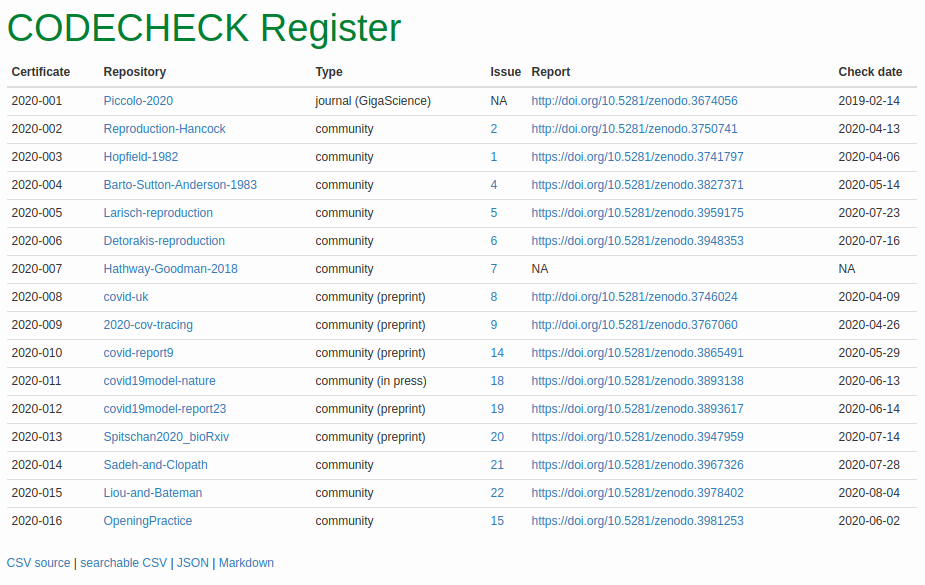 CODECHECK Register
Certificate Repository Type Issue Report Check date
2020-001 Piccolo-2020 journal (GigaScience) NA http://doi.org/10.5281/zenodo.3674056 2019-02-14
2020-002 Reproduction-Hancock community 2 http://doi.org/10.5281/zenodo.3750741 2020-04-13
2020-003 Hopfield-1982 community 1 https://doi.org/10.5281/zenodo.3741797 2020-04-06
2020-004 Barto-Sutton-Anderson-1983 community 4 https://doi.org/10.5281/zenodo.3827371 2020-05-14
2020-005 Larisch-reproduction community 5 https://doi.org/10.5281/zenodo.3959175 2020-07-23
2020-006 Detorakis-reproduction community 6 https://doi.org/10.5281/zenodo.3948353 2020-07-16
2020-007 Hathway-Goodman-2018 community 7 NA NA
2020-008 covid-uk community (preprint) 8 http://doi.org/10.5281/zenodo.3746024 2020-04-09
2020-009 2020-cov-tracing community (preprint) 9 http://doi.org/10.5281/zenodo.3767060 2020-04-26
2020-010 covid-report9 community (preprint) 14 https://doi.org/10.5281/zenodo.3865491 2020-05-29
2020-011 covid19model-nature community (in press) 18 https://doi.org/10.5281/zenodo.3893138 2020-06-13
2020-012 covid19model-report23 community (preprint) 19 https://doi.org/10.5281/zenodo.3893617 2020-06-14
2020-013 Spitschan2020_bioRxiv community (preprint) 20 https://doi.org/10.5281/zenodo.3947959 2020-07-14
2020-014 Sadeh-and-Clopath community 21 https://doi.org/10.5281/zenodo.3967326 2020-07-28
2020-015 Liou-and-Bateman community 22 https://doi.org/10.5281/zenodo.3978402 2020-08-04
2020-016 OpeningPractice community 15 https://doi.org/10.5281/zenodo.3981253 2020-06-02
CSV source | searchable CSV | JSON | Markdown